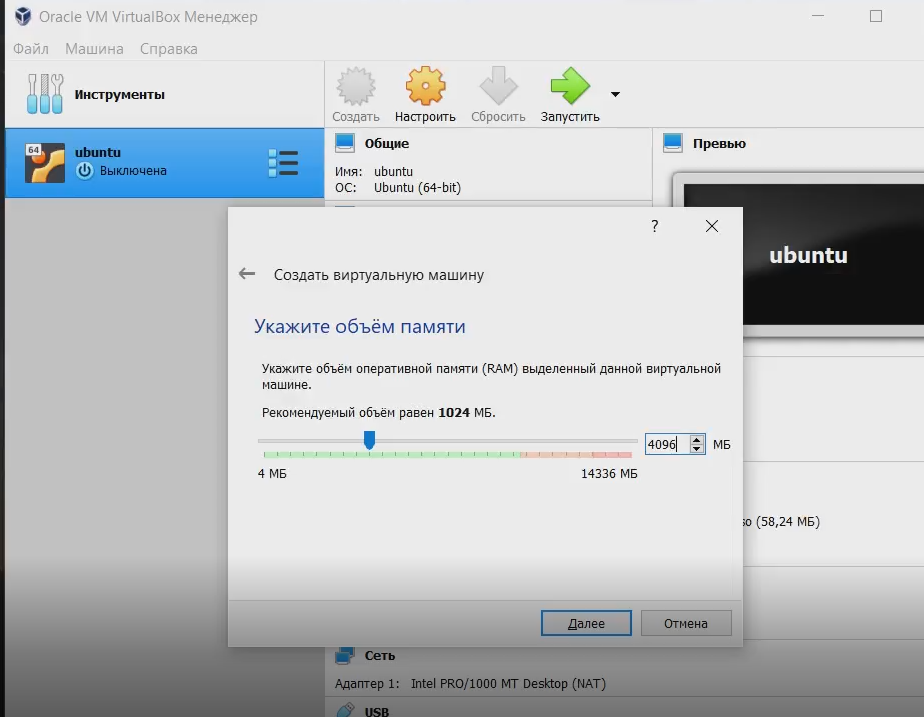 Oracle VM VirtualBox Менеджер
Файл Машина Справка
Инструменты
Создать Настроить Сбросить Запустить
64
ubuntu
Выключена
Общие
Имя: ubuntu
ОС: Ubuntu (64-bit)
Превью
ubuntu
?
Создать виртуальную машину
Укажите объём памяти
Укажите объём оперативной памяти (RAM) выделенный данной виртуальной
машине.
Рекомендуемый объём равен 1024 МБ.
4096 МБ
4 МБ 14336 МБ
so (58,24 МБ)
Далее Отмена
Сеть
Адаптер 1: Intel PRO/1000 MT Desktop (NAT)
USB